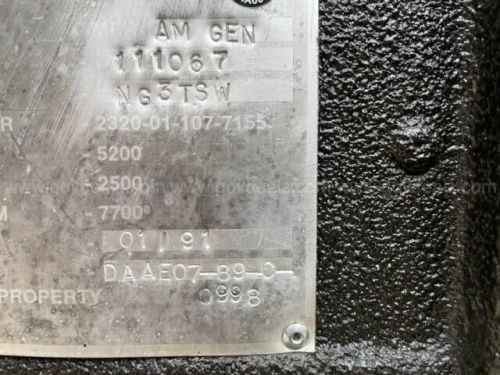 AM GEN
111067
NG3TSW
R 2320-01-107-7155
- 5200
- 2500
M - 7700
01/91
DAAE07-89-C-
PROPERTY 0998